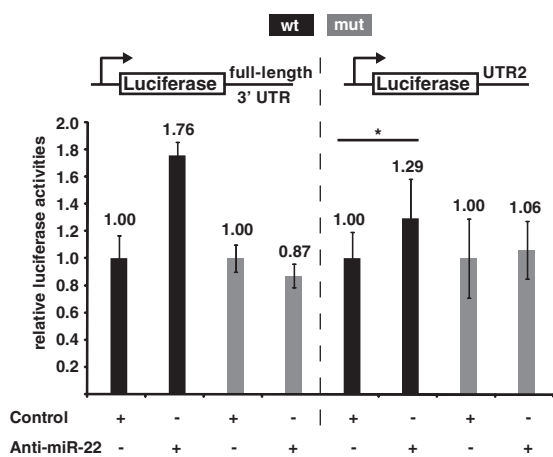 wt mut
Luciferase full-length 3' UTR
Luciferase UTR2
relative luciferase activities
2.0
1.8
1.6
1.4
1.2
1.0
0.8
0.6
0.4
0.2
1.00 1.76 1.00 0.87
*
1.00 1.29 1.00 1.06
Control + - + - + - + -
Anti-miR-22 - + - + - + - +